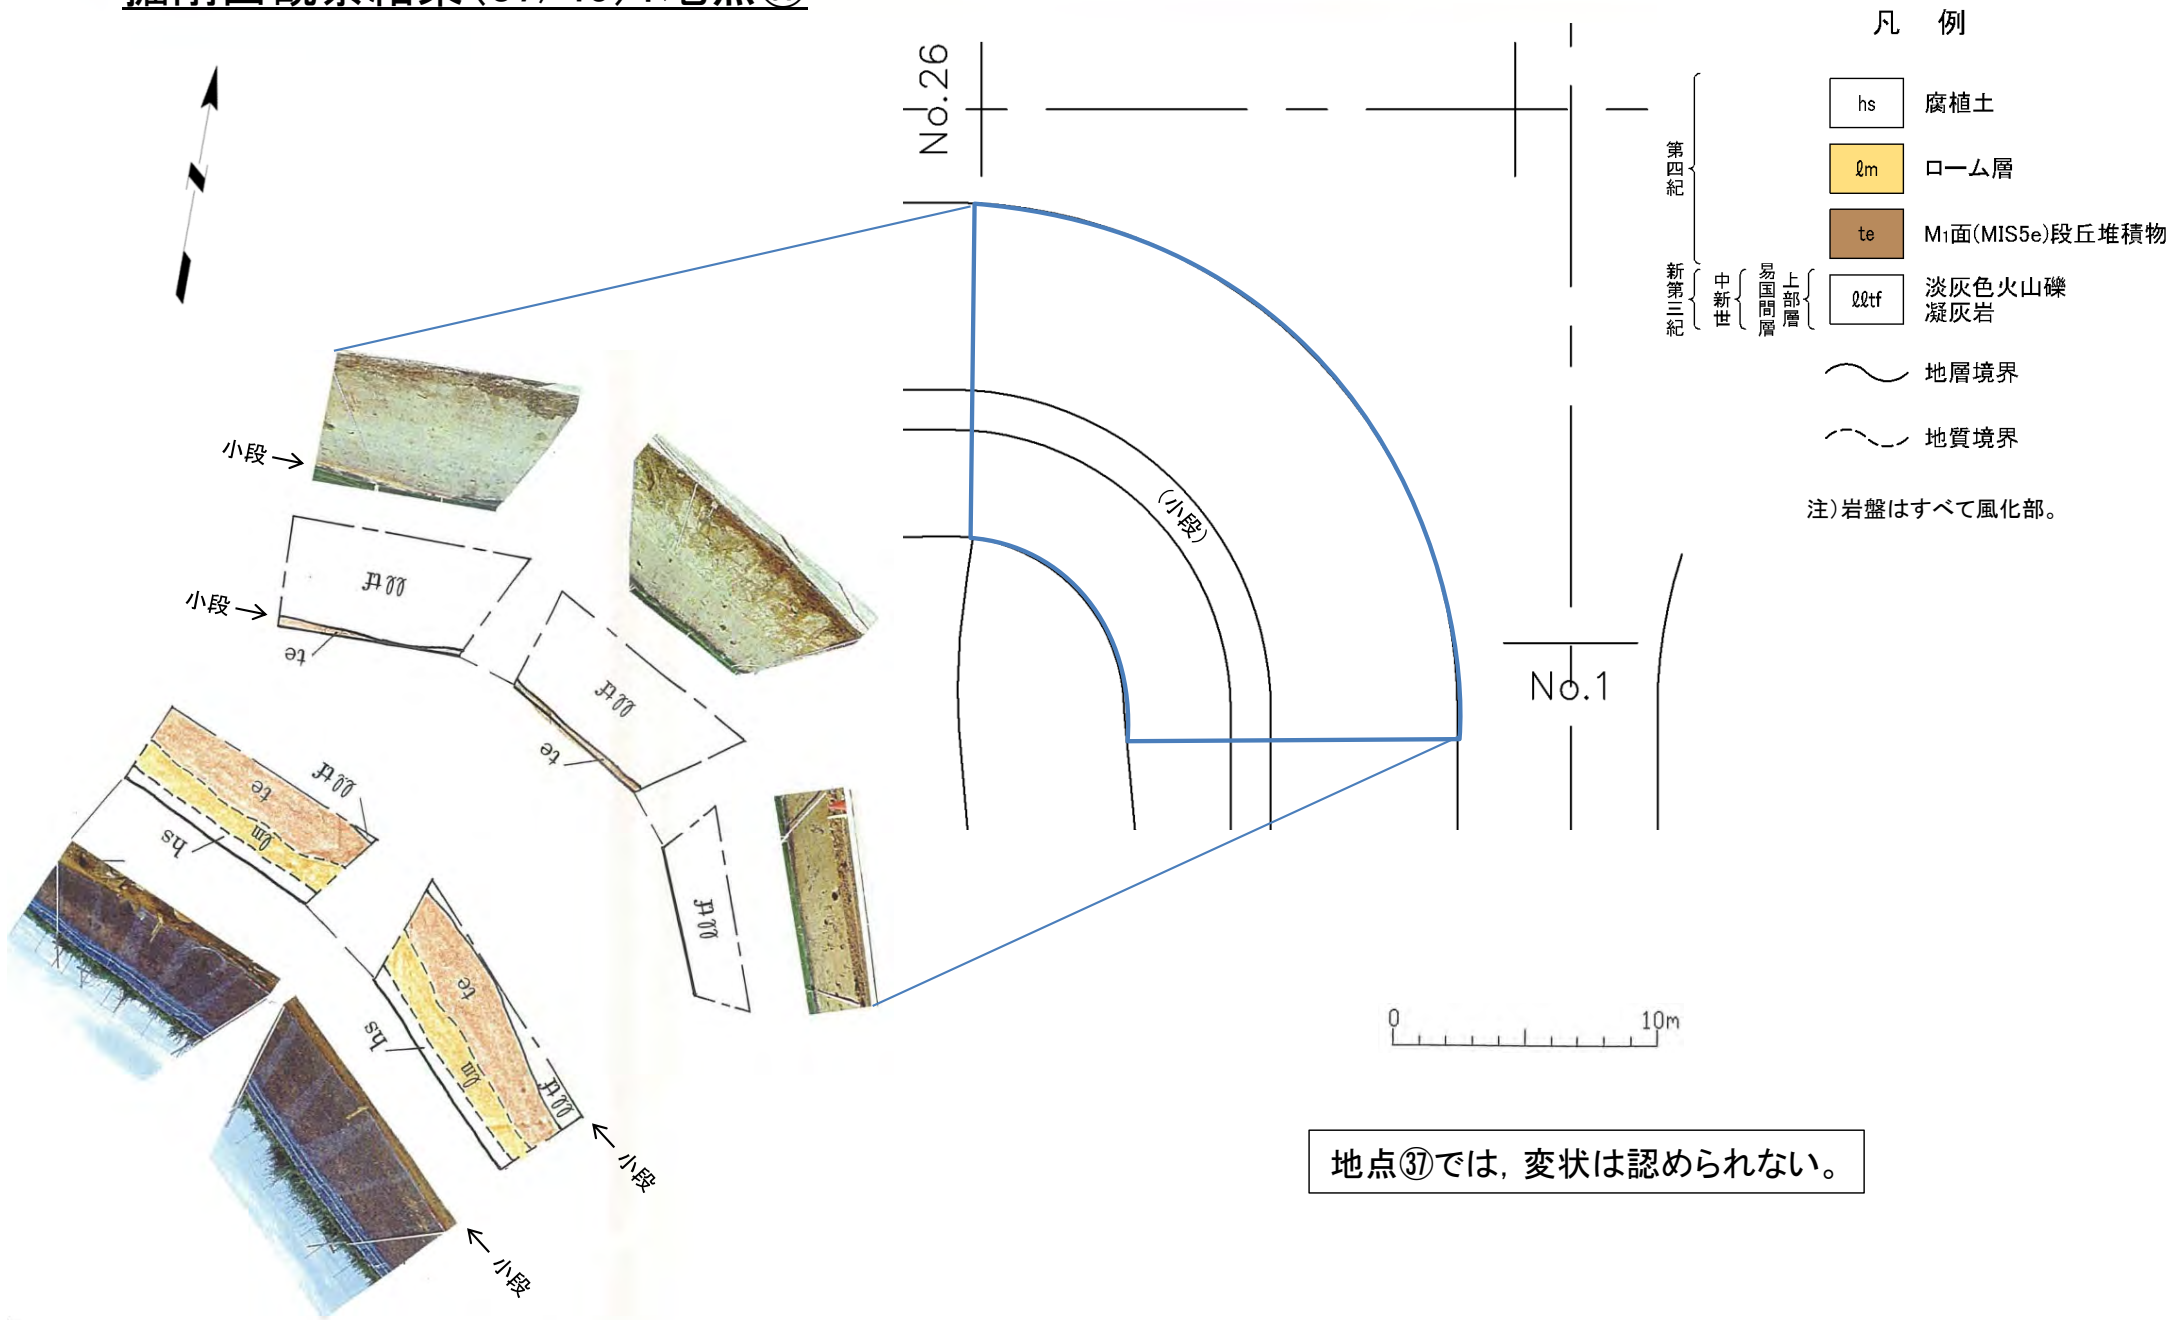 No.26
凡 例
hs 腐植土
ℓm ローム層
te M1面(MIS5e)段丘堆積物
ℓℓtf 淡灰色火山礫
凝灰岩
第四紀
新第三紀
中新世
易国間層
上部層
地層境界
地質境界
注)岩盤はすべて風化部。
小段
小段
(小段)
ℓℓtf
te
ℓℓtf
te
ℓℓtf
ℓℓtf
te
ℓm
hs
te
ℓm
hs
ℓℓtf
小段
小段
No.1
0 10m
地点㊲では,変状は認められない。